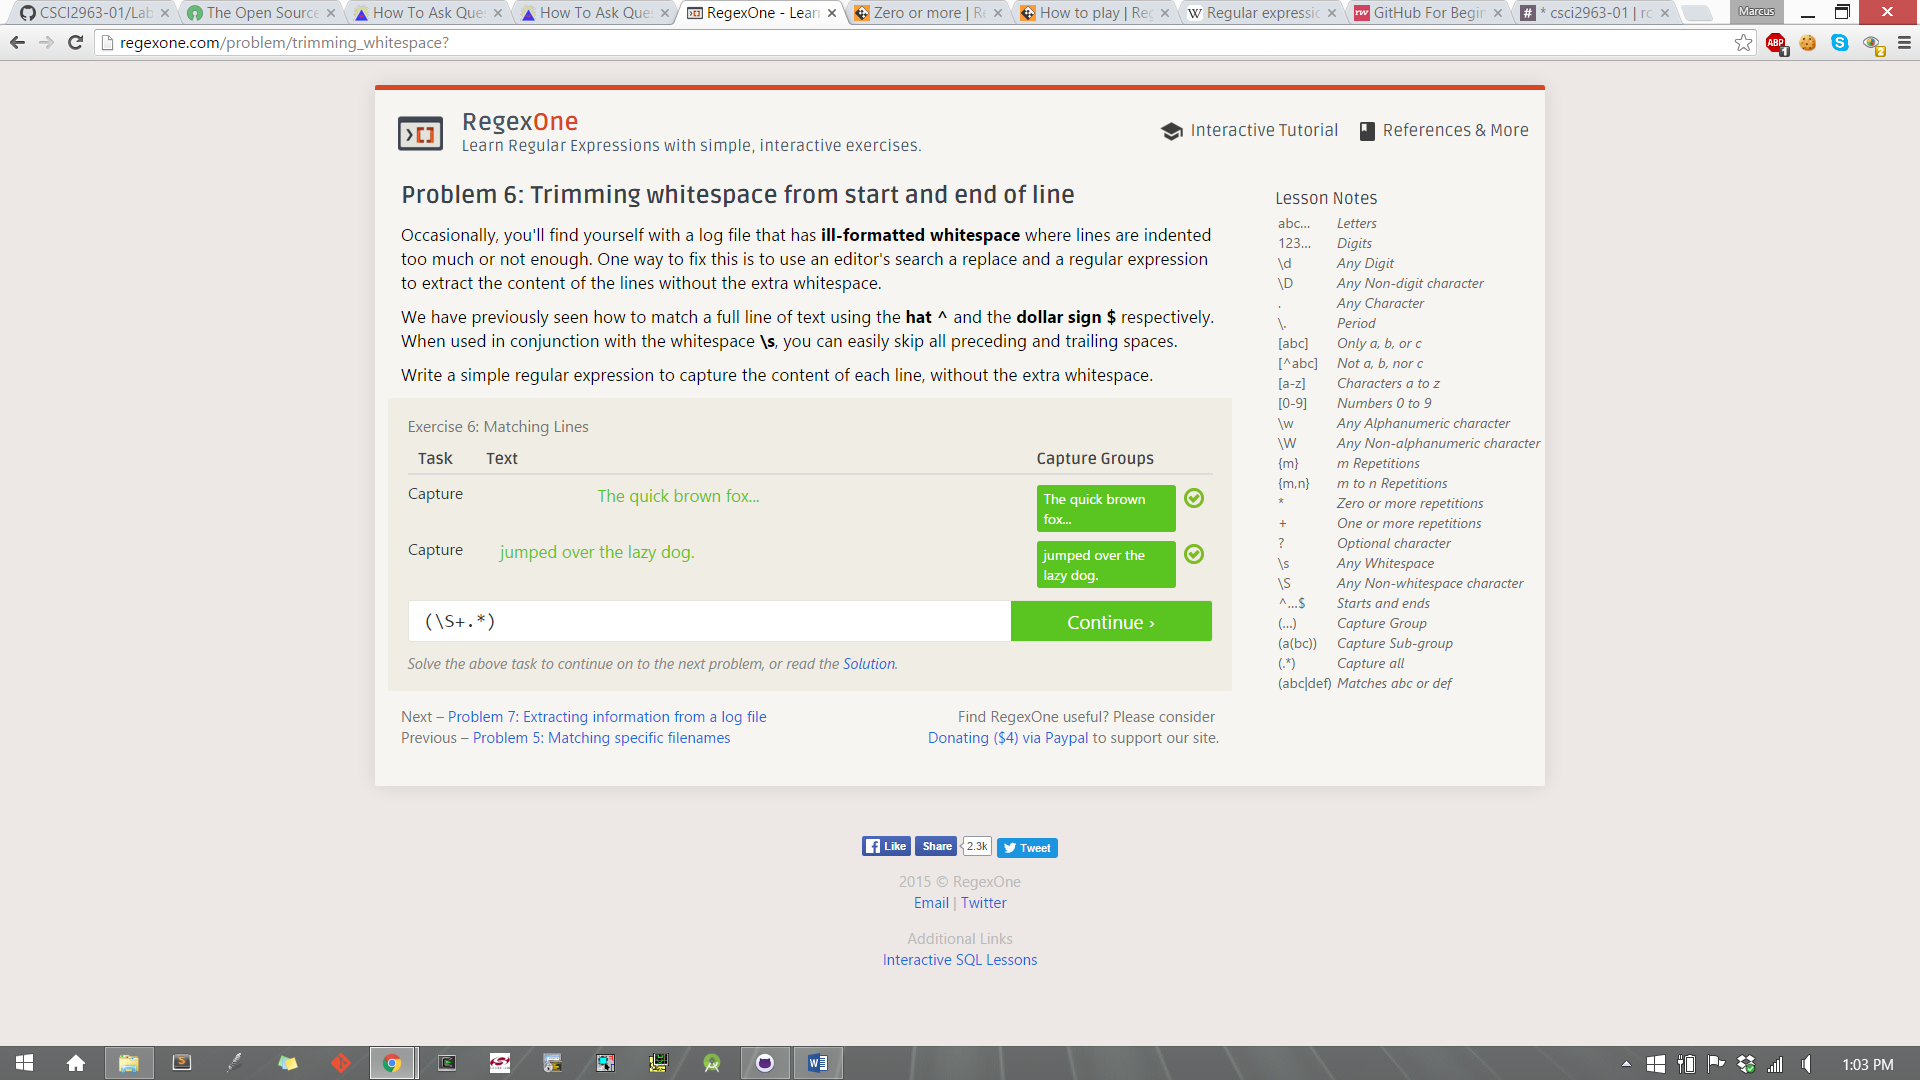 CSCI2963-01/Lab
The Open Source
How To Ask Que
How To Ask Que
RegexOne - Lear
Zero or more | R
How to play | Reg
Regular expressi
GitHub For Begin
* csci2963-01 | rc
Marcus
regexone.com/problem/trimming_whitespace?
RegexOne
Learn Regular Expressions with simple, interactive exercises.
Interactive Tutorial
References & More
Problem 6: Trimming whitespace from start and end of line
Occasionally, you'll find yourself with a log file that has ill-formatted whitespace where lines are indented
too much or not enough. One way to fix this is to use an editor's search a replace and a regular expression
to extract the content of the lines without the extra whitespace.
We have previously seen how to match a full line of text using the hat ^ and the dollar sign $ respectively.
When used in conjunction with the whitespace \s, you can easily skip all preceding and trailing spaces.
Write a simple regular expression to capture the content of each line, without the extra whitespace.
Exercise 6: Matching Lines
Task Text Capture Groups
Capture The quick brown fox... The quick brown
fox...
Capture jumped over the lazy dog. jumped over the
lazy dog.
(\S+.*)
Continue ›
Solve the above task to continue on to the next problem, or read the Solution.
Next – Problem 7: Extracting information from a log file
Previous – Problem 5: Matching specific filenames
Find RegexOne useful? Please consider
Donating ($4) via Paypal to support our site.
Lesson Notes
abc... Letters
123... Digits
\d Any Digit
\D Any Non-digit character
. Any Character
\. Period
[abc] Only a, b, or c
[^abc] Not a, b, nor c
[a-z] Characters a to z
[0-9] Numbers 0 to 9
\w Any Alphanumeric character
\W Any Non-alphanumeric character
{m} m Repetitions
{m,n} m to n Repetitions
* Zero or more repetitions
+ One or more repetitions
? Optional character
\s Any Whitespace
\S Any Non-whitespace character
^...$ Starts and ends
(...) Capture Group
(a(bc)) Capture Sub-group
(.*) Capture all
(abc|def) Matches abc or def
Like Share 2.3k Tweet
2015 © RegexOne
Email | Twitter
Additional Links
Interactive SQL Lessons
1:03 PM